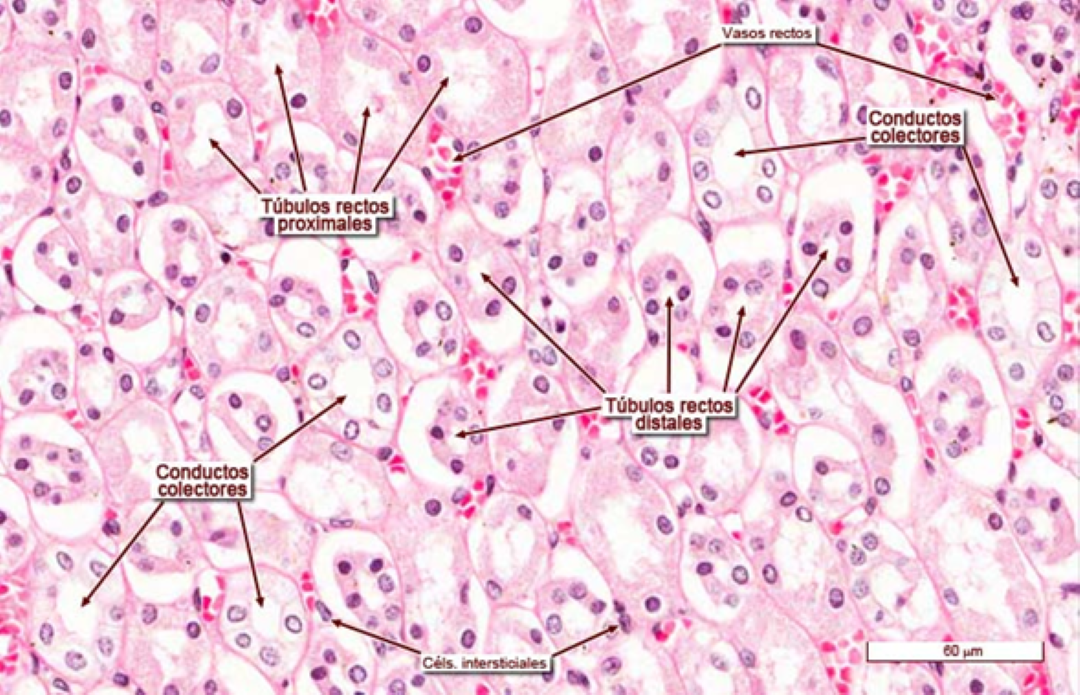 Vasos rectos
Conductos
colectores
Túbulos rectos
proximales
Túbulos rectos
distales
Conductos
colectores
Céls. intersticiales
60 µm